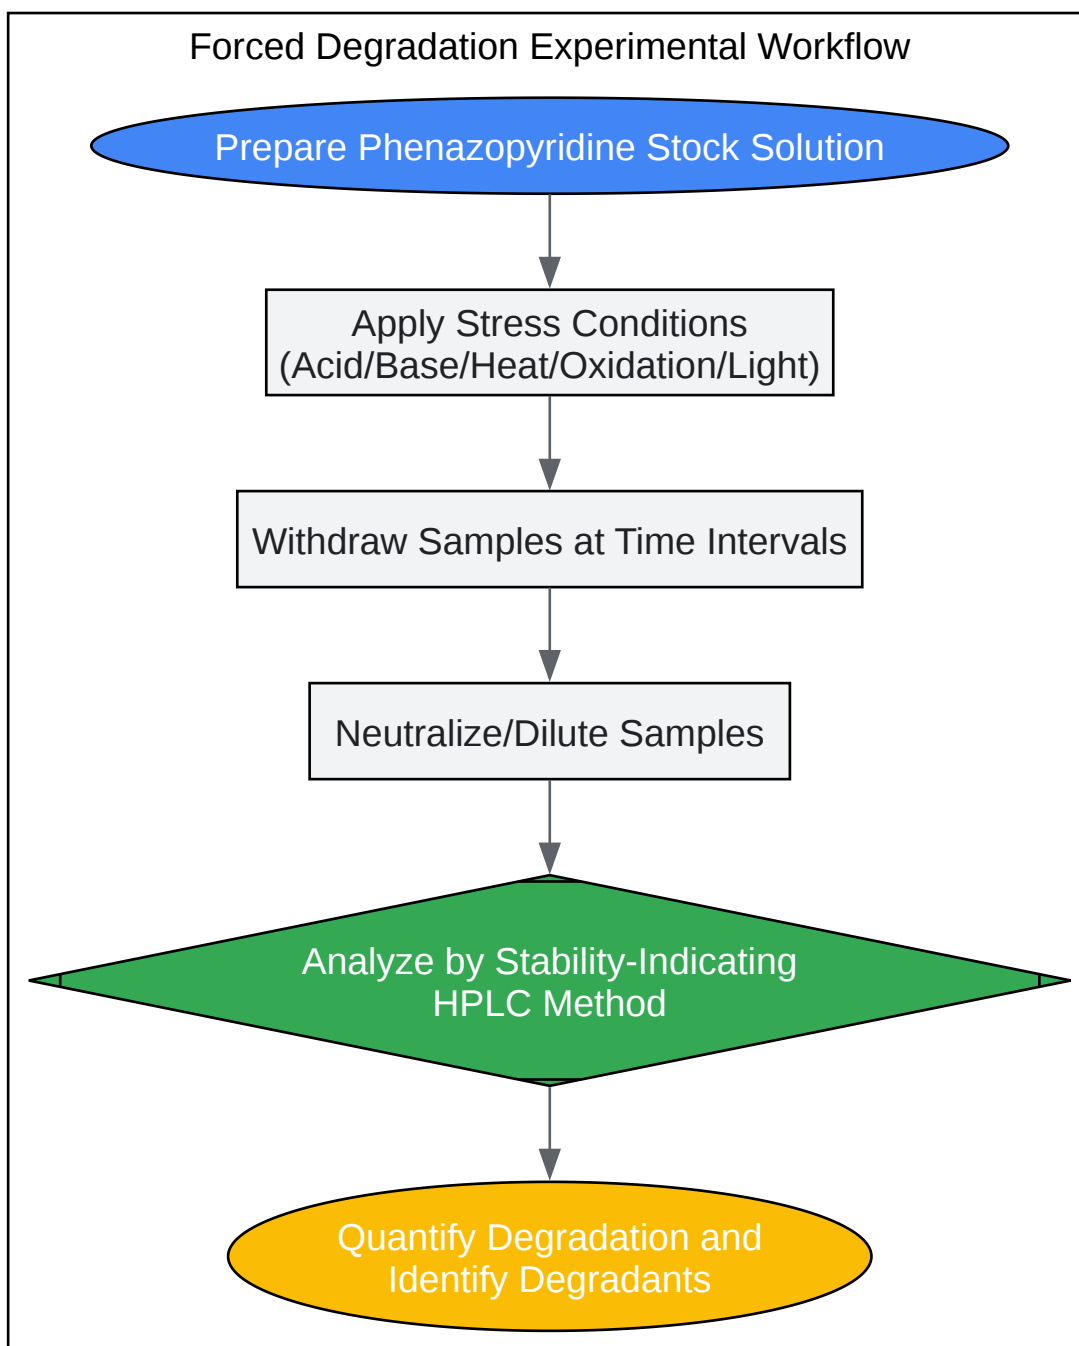 Forced Degradation Experimental Workflow
Prepare Phenazopyridine Stock Solution
Apply Stress Conditions
(Acid/Base/Heat/Oxidation/Light)
Withdraw Samples at Time Intervals
Neutralize/Dilute Samples
Analyze by Stability-Indicating
HPLC Method
Quantify Degradation and
Identify Degradants